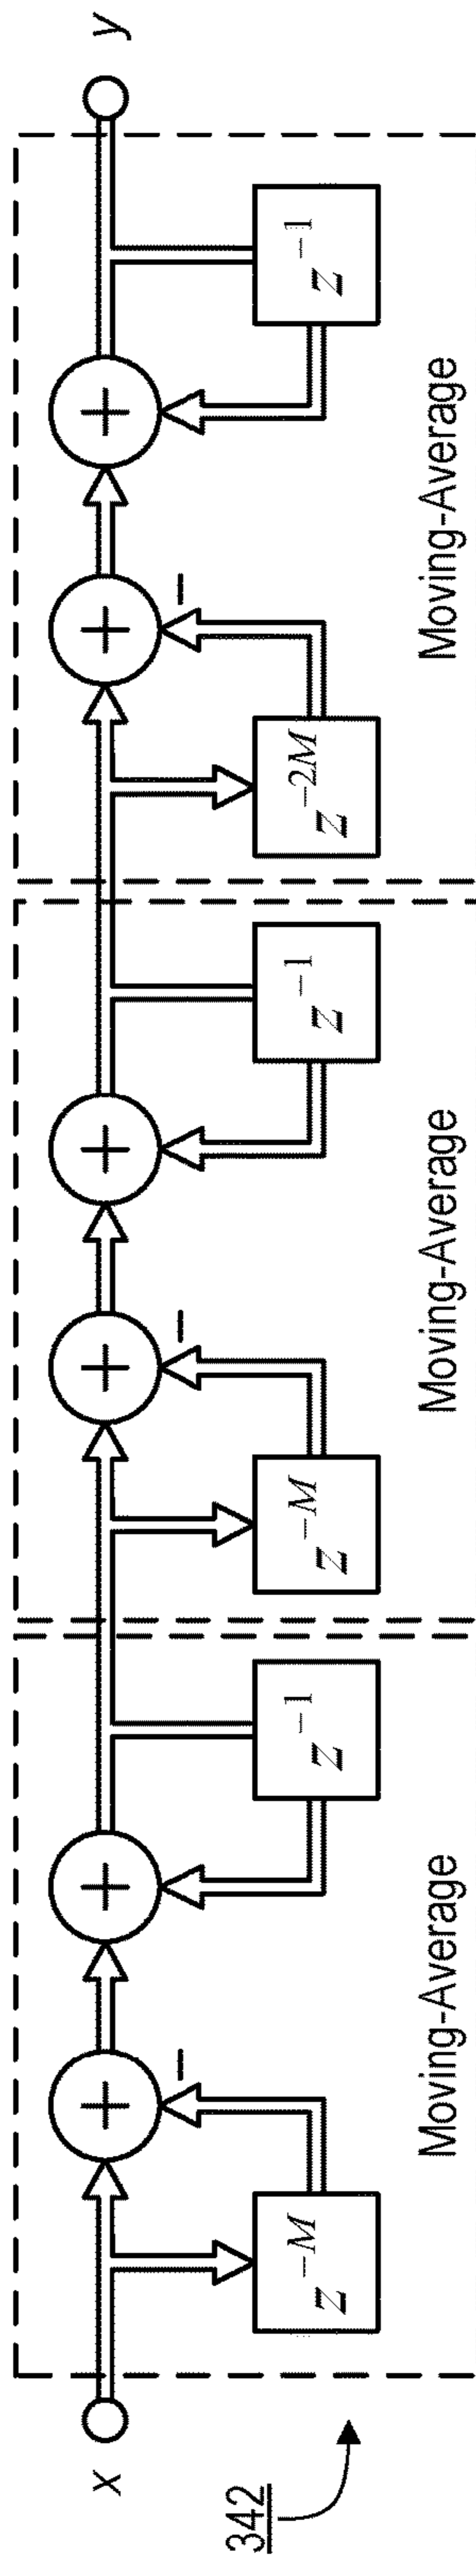 x
z^{-M}
z^{-1}
z^{-M}
z^{-1}
z^{-2M}
z^{-1}
y
+
+
+
+
+
+
−
−
−
Moving-Average
Moving-Average
Moving-Average
342